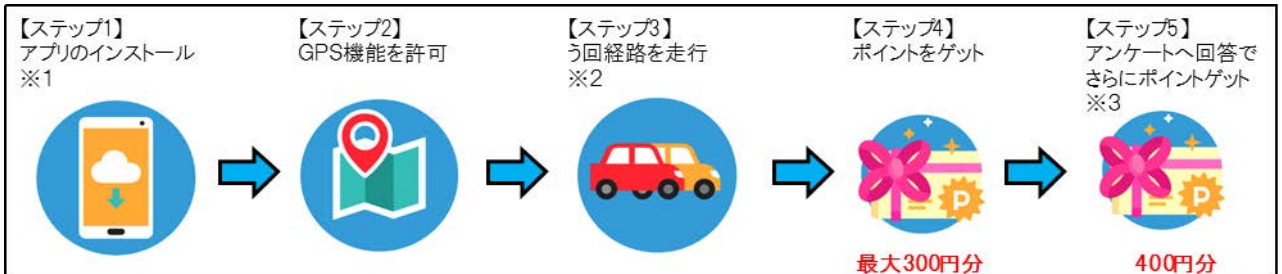 【ステップ1】
アプリのインストール
※1
【ステップ2】
GPS機能を許可
【ステップ3】
う回経路を走行
※2
【ステップ4】
ポイントをゲット
P
最大300円分
【ステップ5】
アンケートへ回答で
さらにポイントゲット
※3
P
400円分